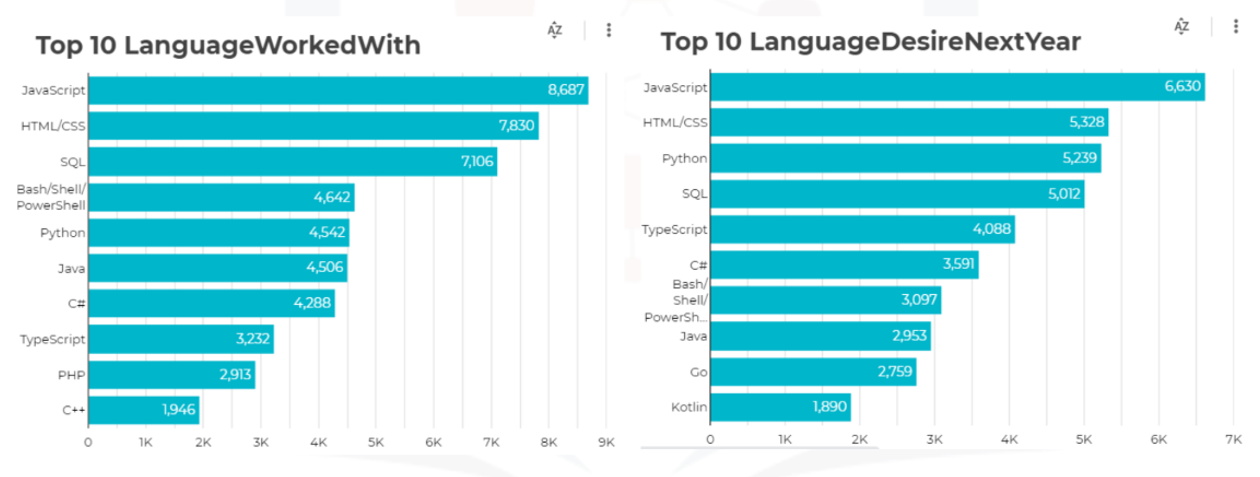 Top 10 LanguageWorkedWith
JavaScript 8,687
HTML/CSS 7,830
SQL 7,106
Bash/Shell/
PowerShell 4,642
Python 4,542
Java 4,506
C# 4,288
TypeScript 3,232
PHP 2,913
C++ 1,946
0 1K 2K 3K 4K 5K 6K 7K 8K 9K
Top 10 LanguageDesireNextYear
JavaScript 6,630
HTML/CSS 5,328
Python 5,239
SQL 5,012
TypeScript 4,088
C# 3,591
Bash/
Shell/
PowerSh... 3,097
Java 2,953
Go 2,759
Kotlin 1,890
0 1K 2K 3K 4K 5K 6K 7K